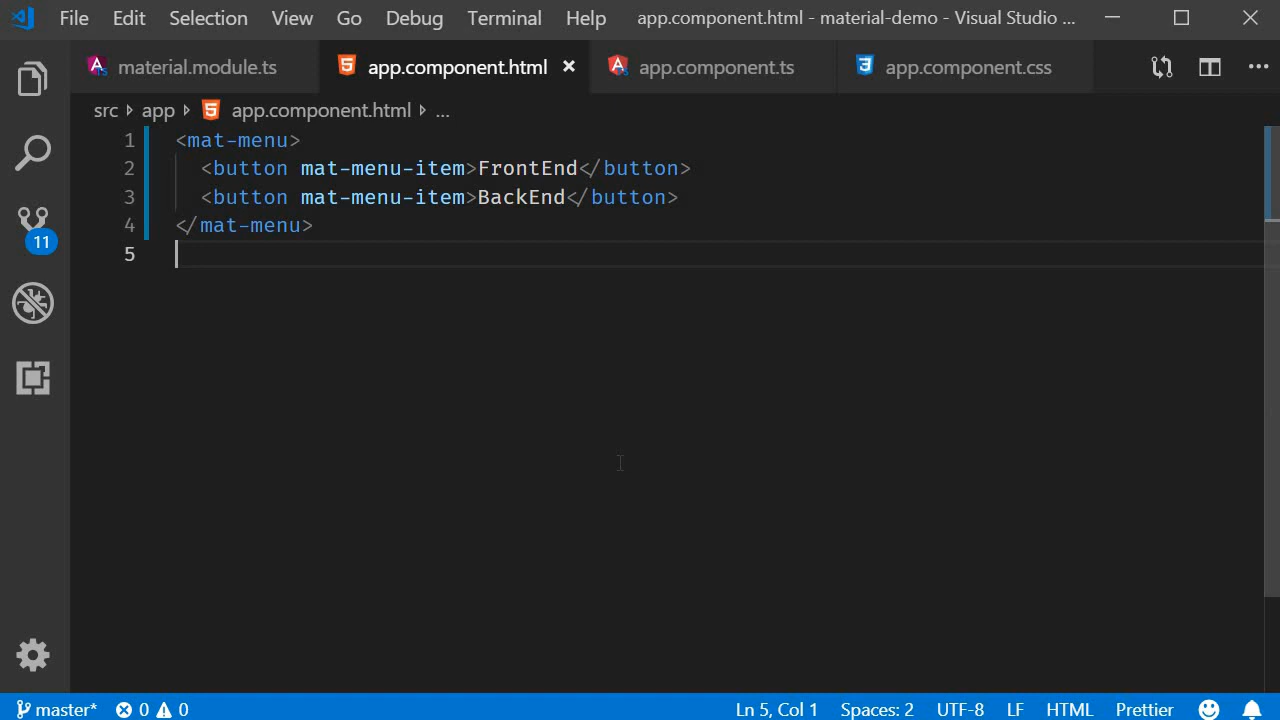 File Edit Selection View Go Debug Terminal Help app.component.html - material-demo - Visual Studio ...
material.module.ts app.component.html app.component.ts app.component.css
src app app.component.html ...
1 <mat-menu>
2 <button mat-menu-item>FrontEnd</button>
3 <button mat-menu-item>BackEnd</button>
4 </mat-menu>
5
11
master* 0 0 Ln 5, Col 1 Spaces: 2 UTF-8 LF HTML Prettier